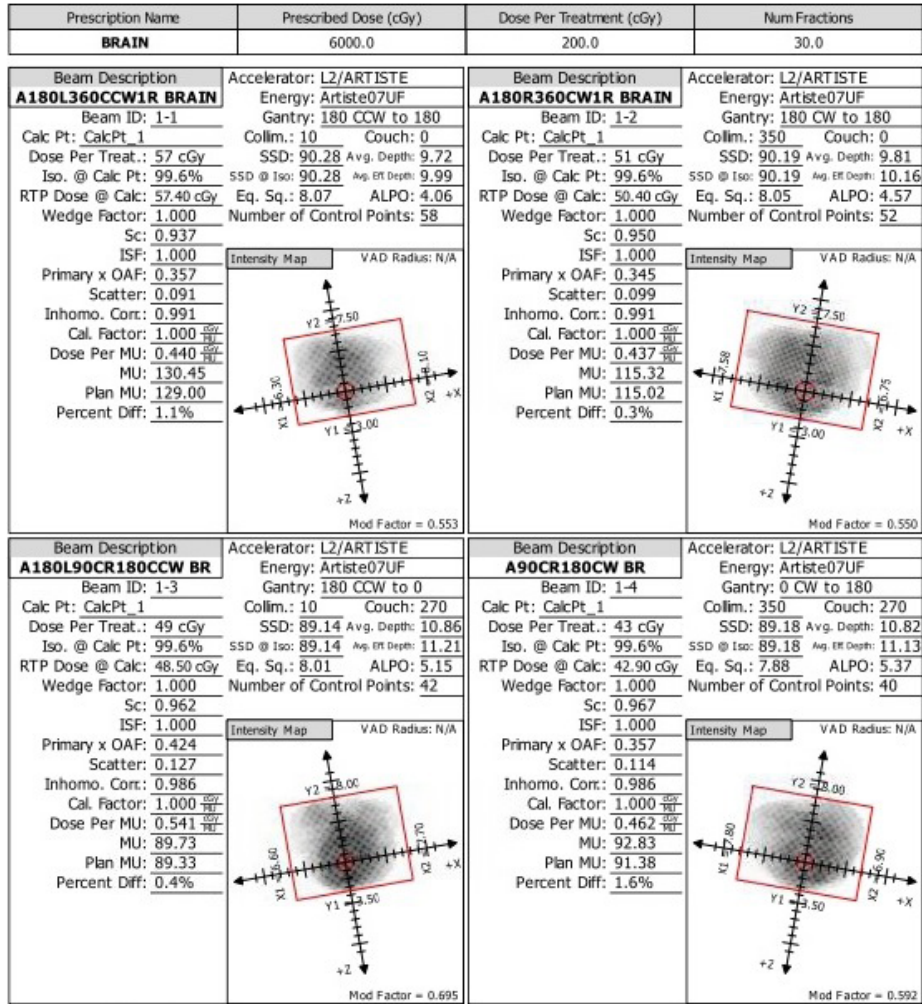 Prescription Name Prescribed Dose (cGy) Dose Per Treatment (cGy) Num Fractions
BRAIN 6000.0 200.0 30.0
Beam Description Accelerator: L2/ARTISTE
A180L360CCW1R BRAIN Energy: Artiste07UF
Beam ID: 1-1 Gantry: 180 CCW to 180
Calc Pt: CalcPt_1 Collim.: 10 Couch: 0
Dose Per Treat.: 57 cGy SSD: 90.28 Avg. Depth: 9.72
Iso. @ Calc Pt: 99.6% SSD @ Iso: 90.28 Avg. Eff Depth: 9.99
RTP Dose @ Calc: 57.40 cGy Eq. Sq.: 8.07 ALPO: 4.06
Wedge Factor: 1.000 Number of Control Points: 58
Sc: 0.937
ISF: 1.000 Intensity Map VAD Radius: N/A
Primary x OAF: 0.357
Scatter: 0.091
Inhomo. Corr.: 0.991
Cal. Factor: 1.000 cGy/MU
Dose Per MU: 0.440 cGy/MU
MU: 130.45
Plan MU: 129.00
Percent Diff: 1.1%
Y2 = 7.50
X1 = 6.30
X2 = 8.10
+X
Y1 = 3.00
+Z
Mod Factor = 0.553
Beam Description Accelerator: L2/ARTISTE
A180R360CW1R BRAIN Energy: Artiste07UF
Beam ID: 1-2 Gantry: 180 CW to 180
Calc Pt: CalcPt_1 Collim.: 350 Couch: 0
Dose Per Treat.: 51 cGy SSD: 90.19 Avg. Depth: 9.81
Iso. @ Calc Pt: 99.6% SSD @ Iso: 90.19 Avg. Eff Depth: 10.16
RTP Dose @ Calc: 50.40 cGy Eq. Sq.: 8.05 ALPO: 4.57
Wedge Factor: 1.000 Number of Control Points: 52
Sc: 0.950
ISF: 1.000 Intensity Map VAD Radius: N/A
Primary x OAF: 0.345
Scatter: 0.099
Inhomo. Corr.: 0.991
Cal. Factor: 1.000 cGy/MU
Dose Per MU: 0.437 cGy/MU
MU: 115.32
Plan MU: 115.02
Percent Diff: 0.3%
Y2 = 7.50
X1 = 7.58
X2 = 6.75
+X
Y1 = 3.00
+Z
Mod Factor = 0.550
Beam Description Accelerator: L2/ARTISTE
A180L90CR180CCW BR Energy: Artiste07UF
Beam ID: 1-3 Gantry: 180 CCW to 0
Calc Pt: CalcPt_1 Collim.: 10 Couch: 270
Dose Per Treat.: 49 cGy SSD: 89.14 Avg. Depth: 10.86
Iso. @ Calc Pt: 99.6% SSD @ Iso: 89.14 Avg. Eff Depth: 11.21
RTP Dose @ Calc: 48.50 cGy Eq. Sq.: 8.01 ALPO: 5.15
Wedge Factor: 1.000 Number of Control Points: 42
Sc: 0.962
ISF: 1.000 Intensity Map VAD Radius: N/A
Primary x OAF: 0.424
Scatter: 0.127
Inhomo. Corr.: 0.986
Cal. Factor: 1.000 cGy/MU
Dose Per MU: 0.541 cGy/MU
MU: 89.73
Plan MU: 89.33
Percent Diff: 0.4%
Y2 = 8.00
X1 = 6.60
X2 = 7.70
+X
Y1 = 3.50
+Z
Mod Factor = 0.695
Beam Description Accelerator: L2/ARTISTE
A90CR180CW BR Energy: Artiste07UF
Beam ID: 1-4 Gantry: 0 CW to 180
Calc Pt: CalcPt_1 Collim.: 350 Couch: 270
Dose Per Treat.: 43 cGy SSD: 89.18 Avg. Depth: 10.82
Iso. @ Calc Pt: 99.6% SSD @ Iso: 89.18 Avg. Eff Depth: 11.13
RTP Dose @ Calc: 42.90 cGy Eq. Sq.: 7.88 ALPO: 5.37
Wedge Factor: 1.000 Number of Control Points: 40
Sc: 0.967
ISF: 1.000 Intensity Map VAD Radius: N/A
Primary x OAF: 0.357
Scatter: 0.114
Inhomo. Corr.: 0.986
Cal. Factor: 1.000 cGy/MU
Dose Per MU: 0.462 cGy/MU
MU: 92.83
Plan MU: 91.38
Percent Diff: 1.6%
Y2 = 8.00
X1 = 7.80
X2 = 6.90
+X
Y1 = 3.50
+Z
Mod Factor = 0.592